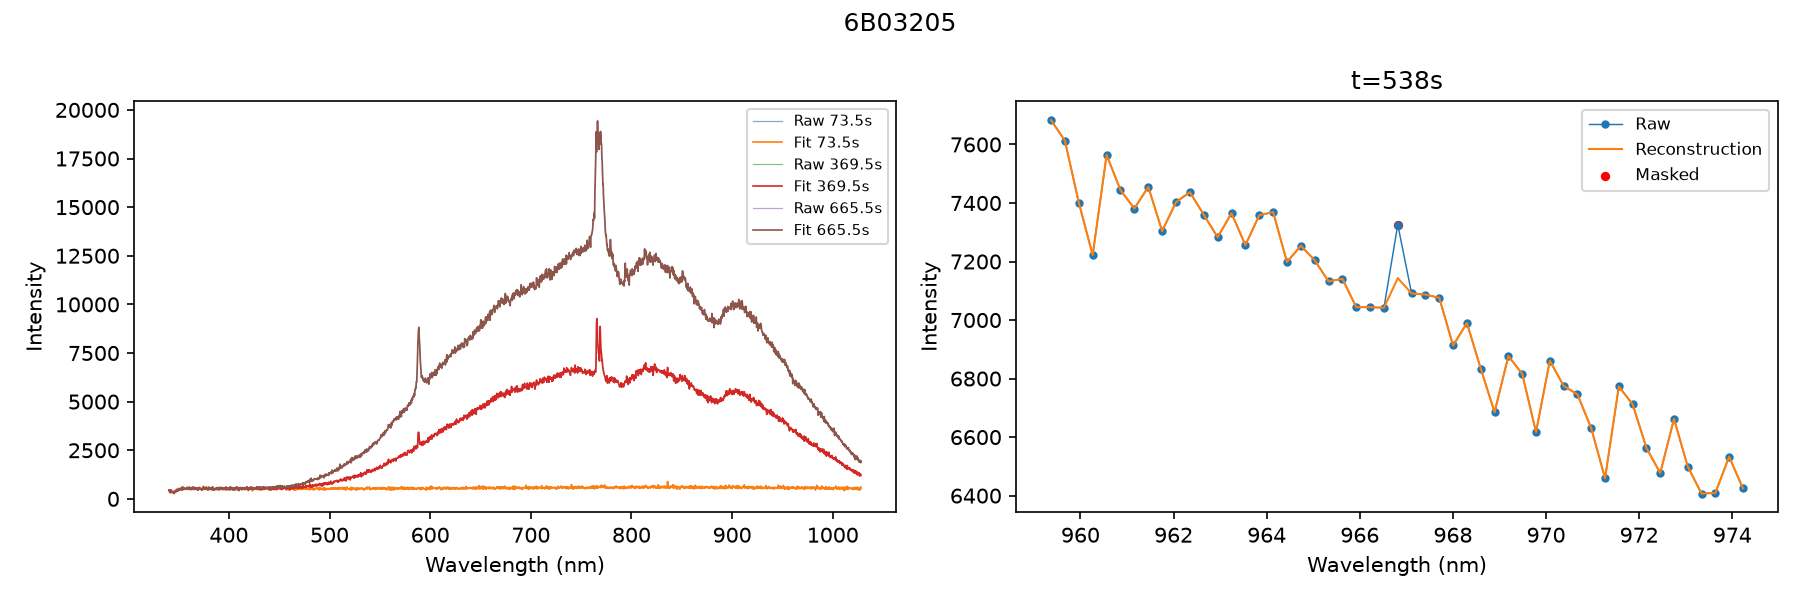 6B03205
t=538s
20000
17500
15000
12500
10000
7500
5000
2500
0
400 500 600 700 800 900 1000
Wavelength (nm)
Intensity
Raw 73.5s
Fit 73.5s
Raw 369.5s
Fit 369.5s
Raw 665.5s
Fit 665.5s
7600
7400
7200
7000
6800
6600
6400
960 962 964 966 968 970 972 974
Wavelength (nm)
Intensity
Raw
Reconstruction
Masked